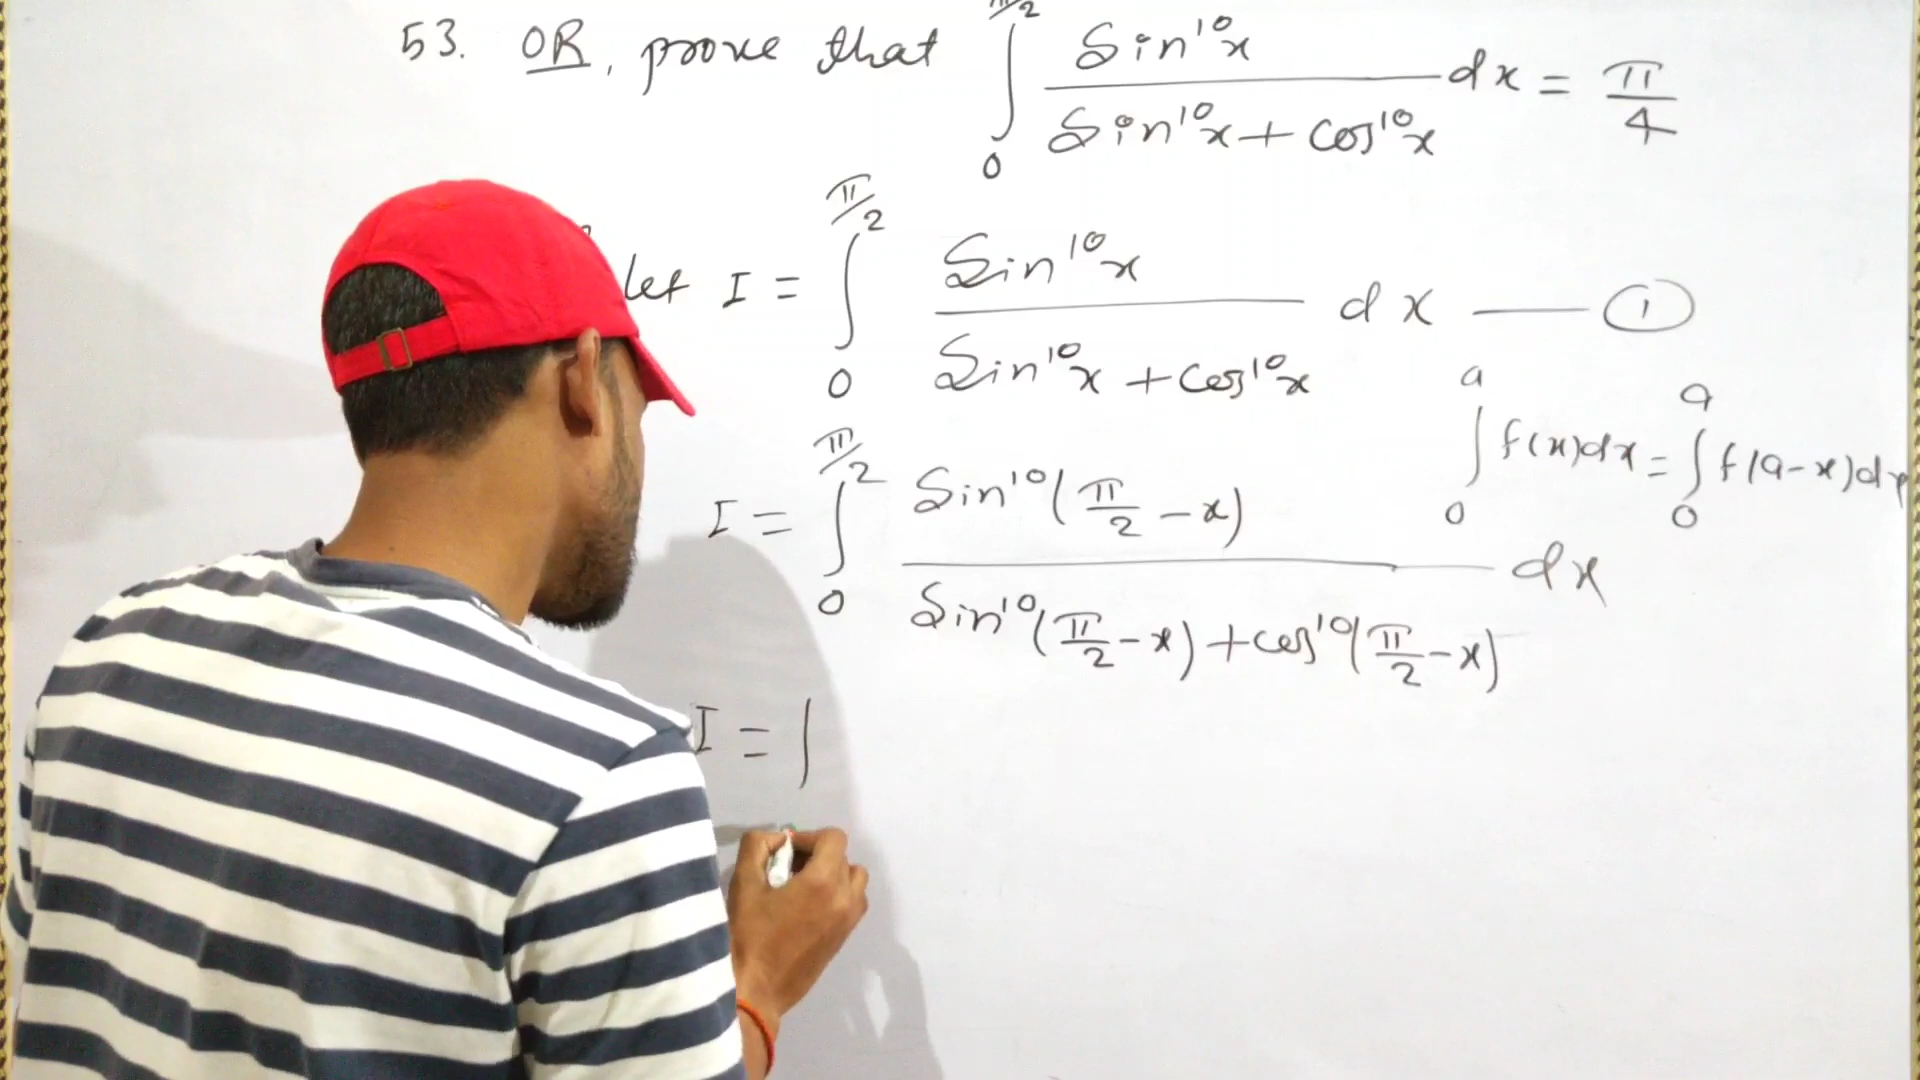 53. OR, prove that ∫₀^π/2 Sin¹⁰x / Sin¹⁰x + Cos¹⁰x dx = π/4
let I = ∫₀^π/2 Sin¹⁰x / Sin¹⁰x + Cos¹⁰x dx —— ①
∫₀^a f(x)dx = ∫₀^a f(a-x)dx
I = ∫₀^π/2 Sin¹⁰(π/2 - x) / Sin¹⁰(π/2 - x) + Cos¹⁰(π/2 - x) dx
I = ∫